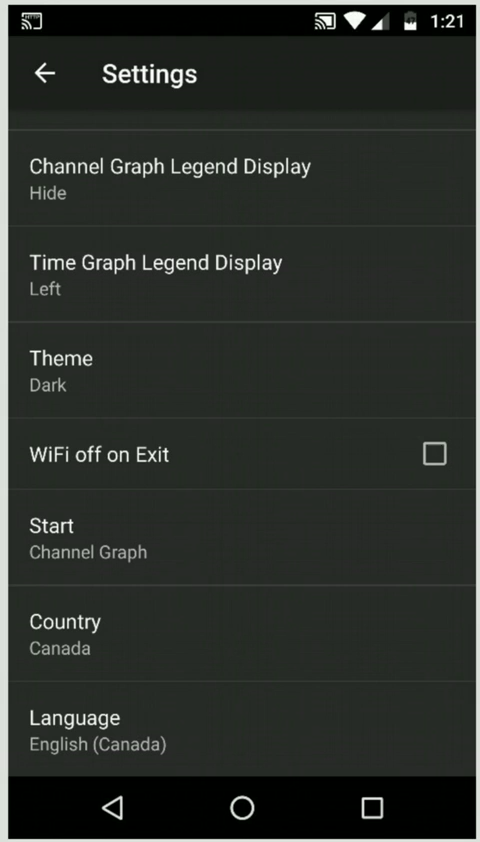 1:21
Settings
Channel Graph Legend Display
Hide
Time Graph Legend Display
Left
Theme
Dark
WiFi off on Exit
Start
Channel Graph
Country
Canada
Language
English (Canada)